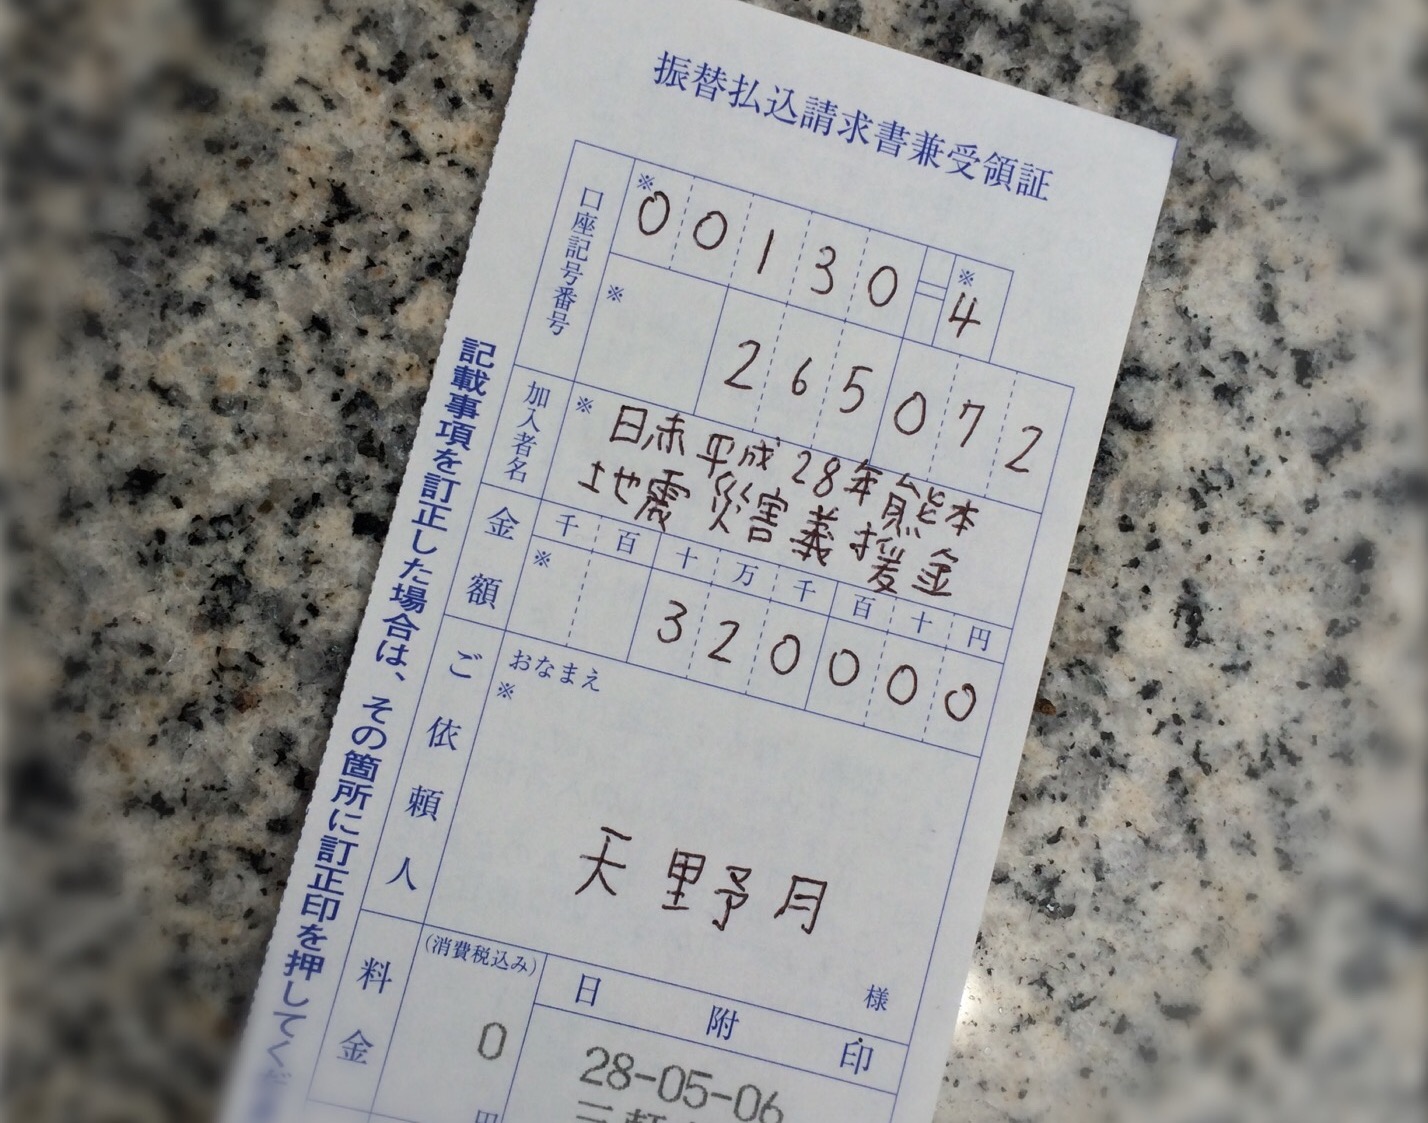 振替払込請求書兼受領証
口座記号番号
※
00130
※
4
※
265072
加入者名
※
日赤平成28年熊本
地震災害義援金
金額
千百十万千百十円
※
320000
ご依頼人
おなまえ
※
天野月
様
料金
(消費税込み)
0
円
日附印
28-05-06
記載事項を訂正した場合は、その箇所に訂正印を押してくだ